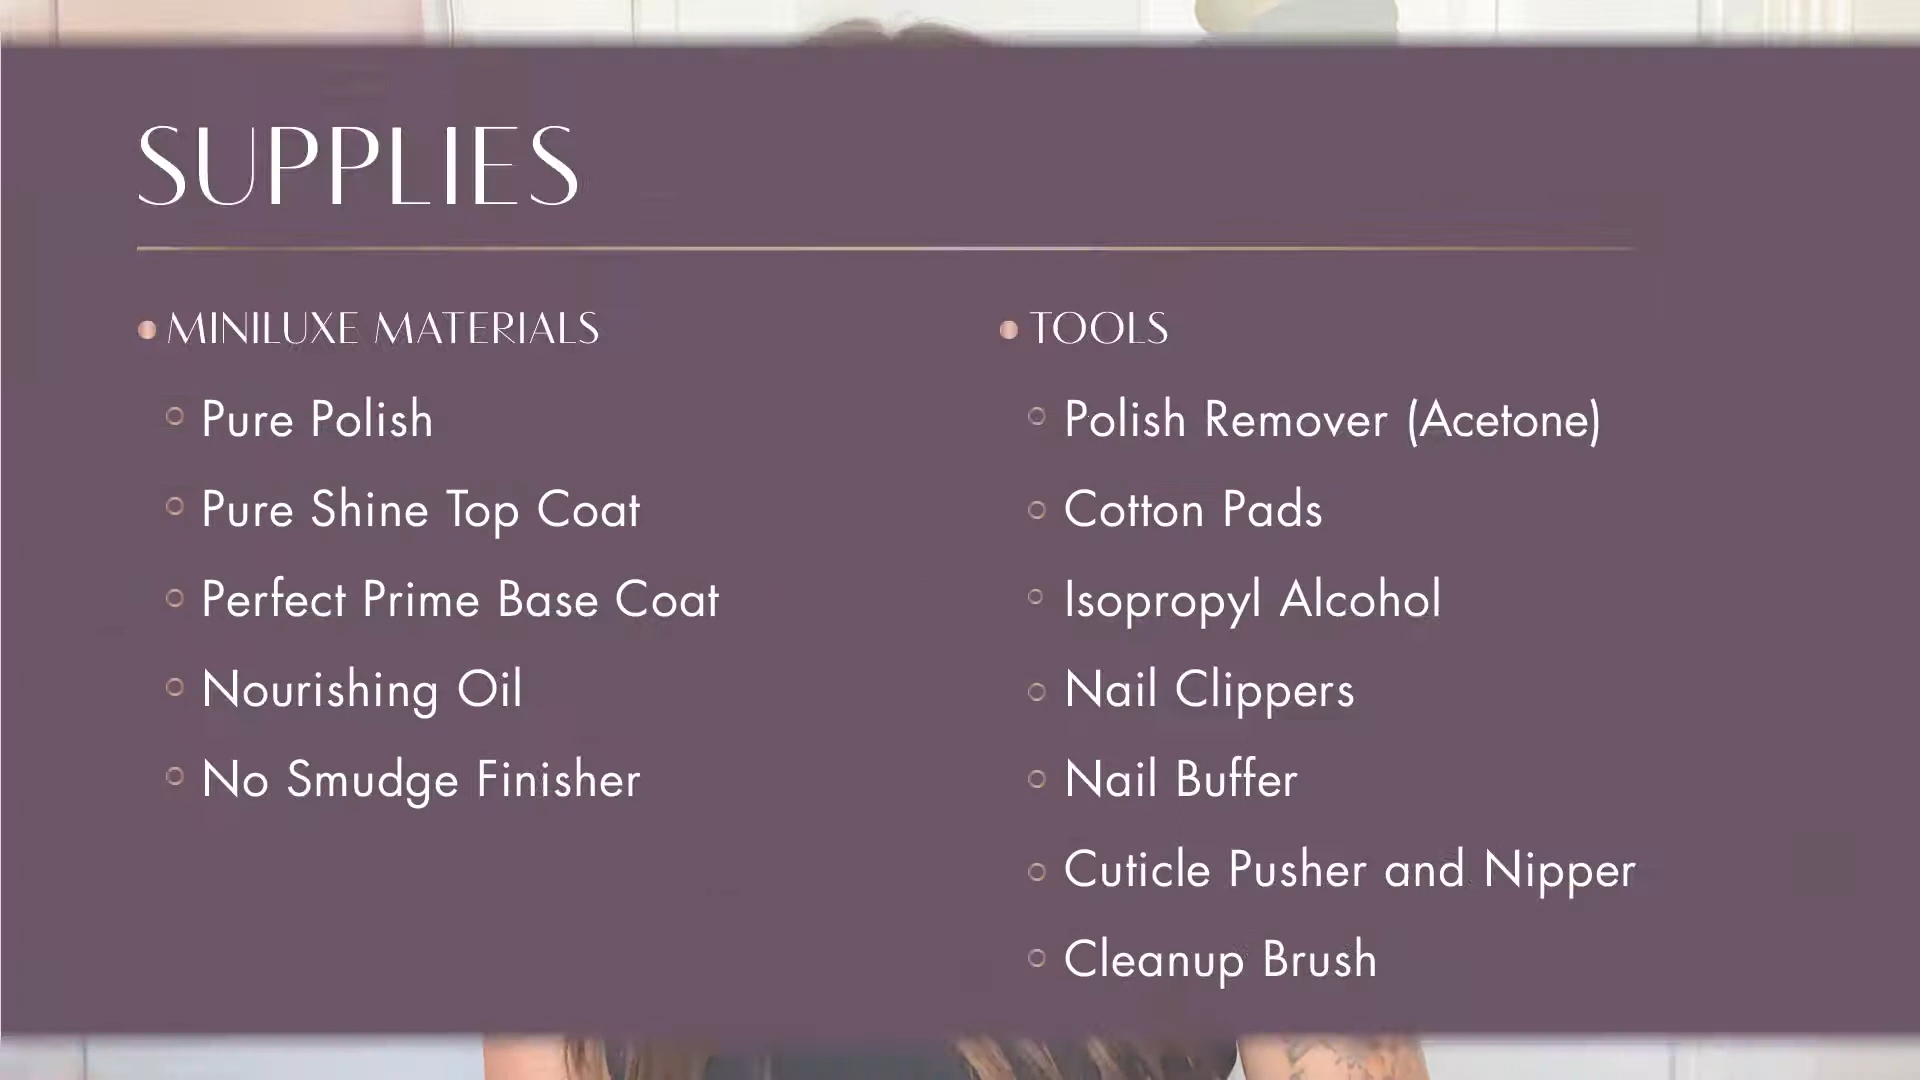 SUPPLIES
MINILUXE MATERIALS
Pure Polish
Pure Shine Top Coat
Perfect Prime Base Coat
Nourishing Oil
No Smudge Finisher
TOOLS
Polish Remover (Acetone)
Cotton Pads
Isopropyl Alcohol
Nail Clippers
Nail Buffer
Cuticle Pusher and Nipper
Cleanup Brush